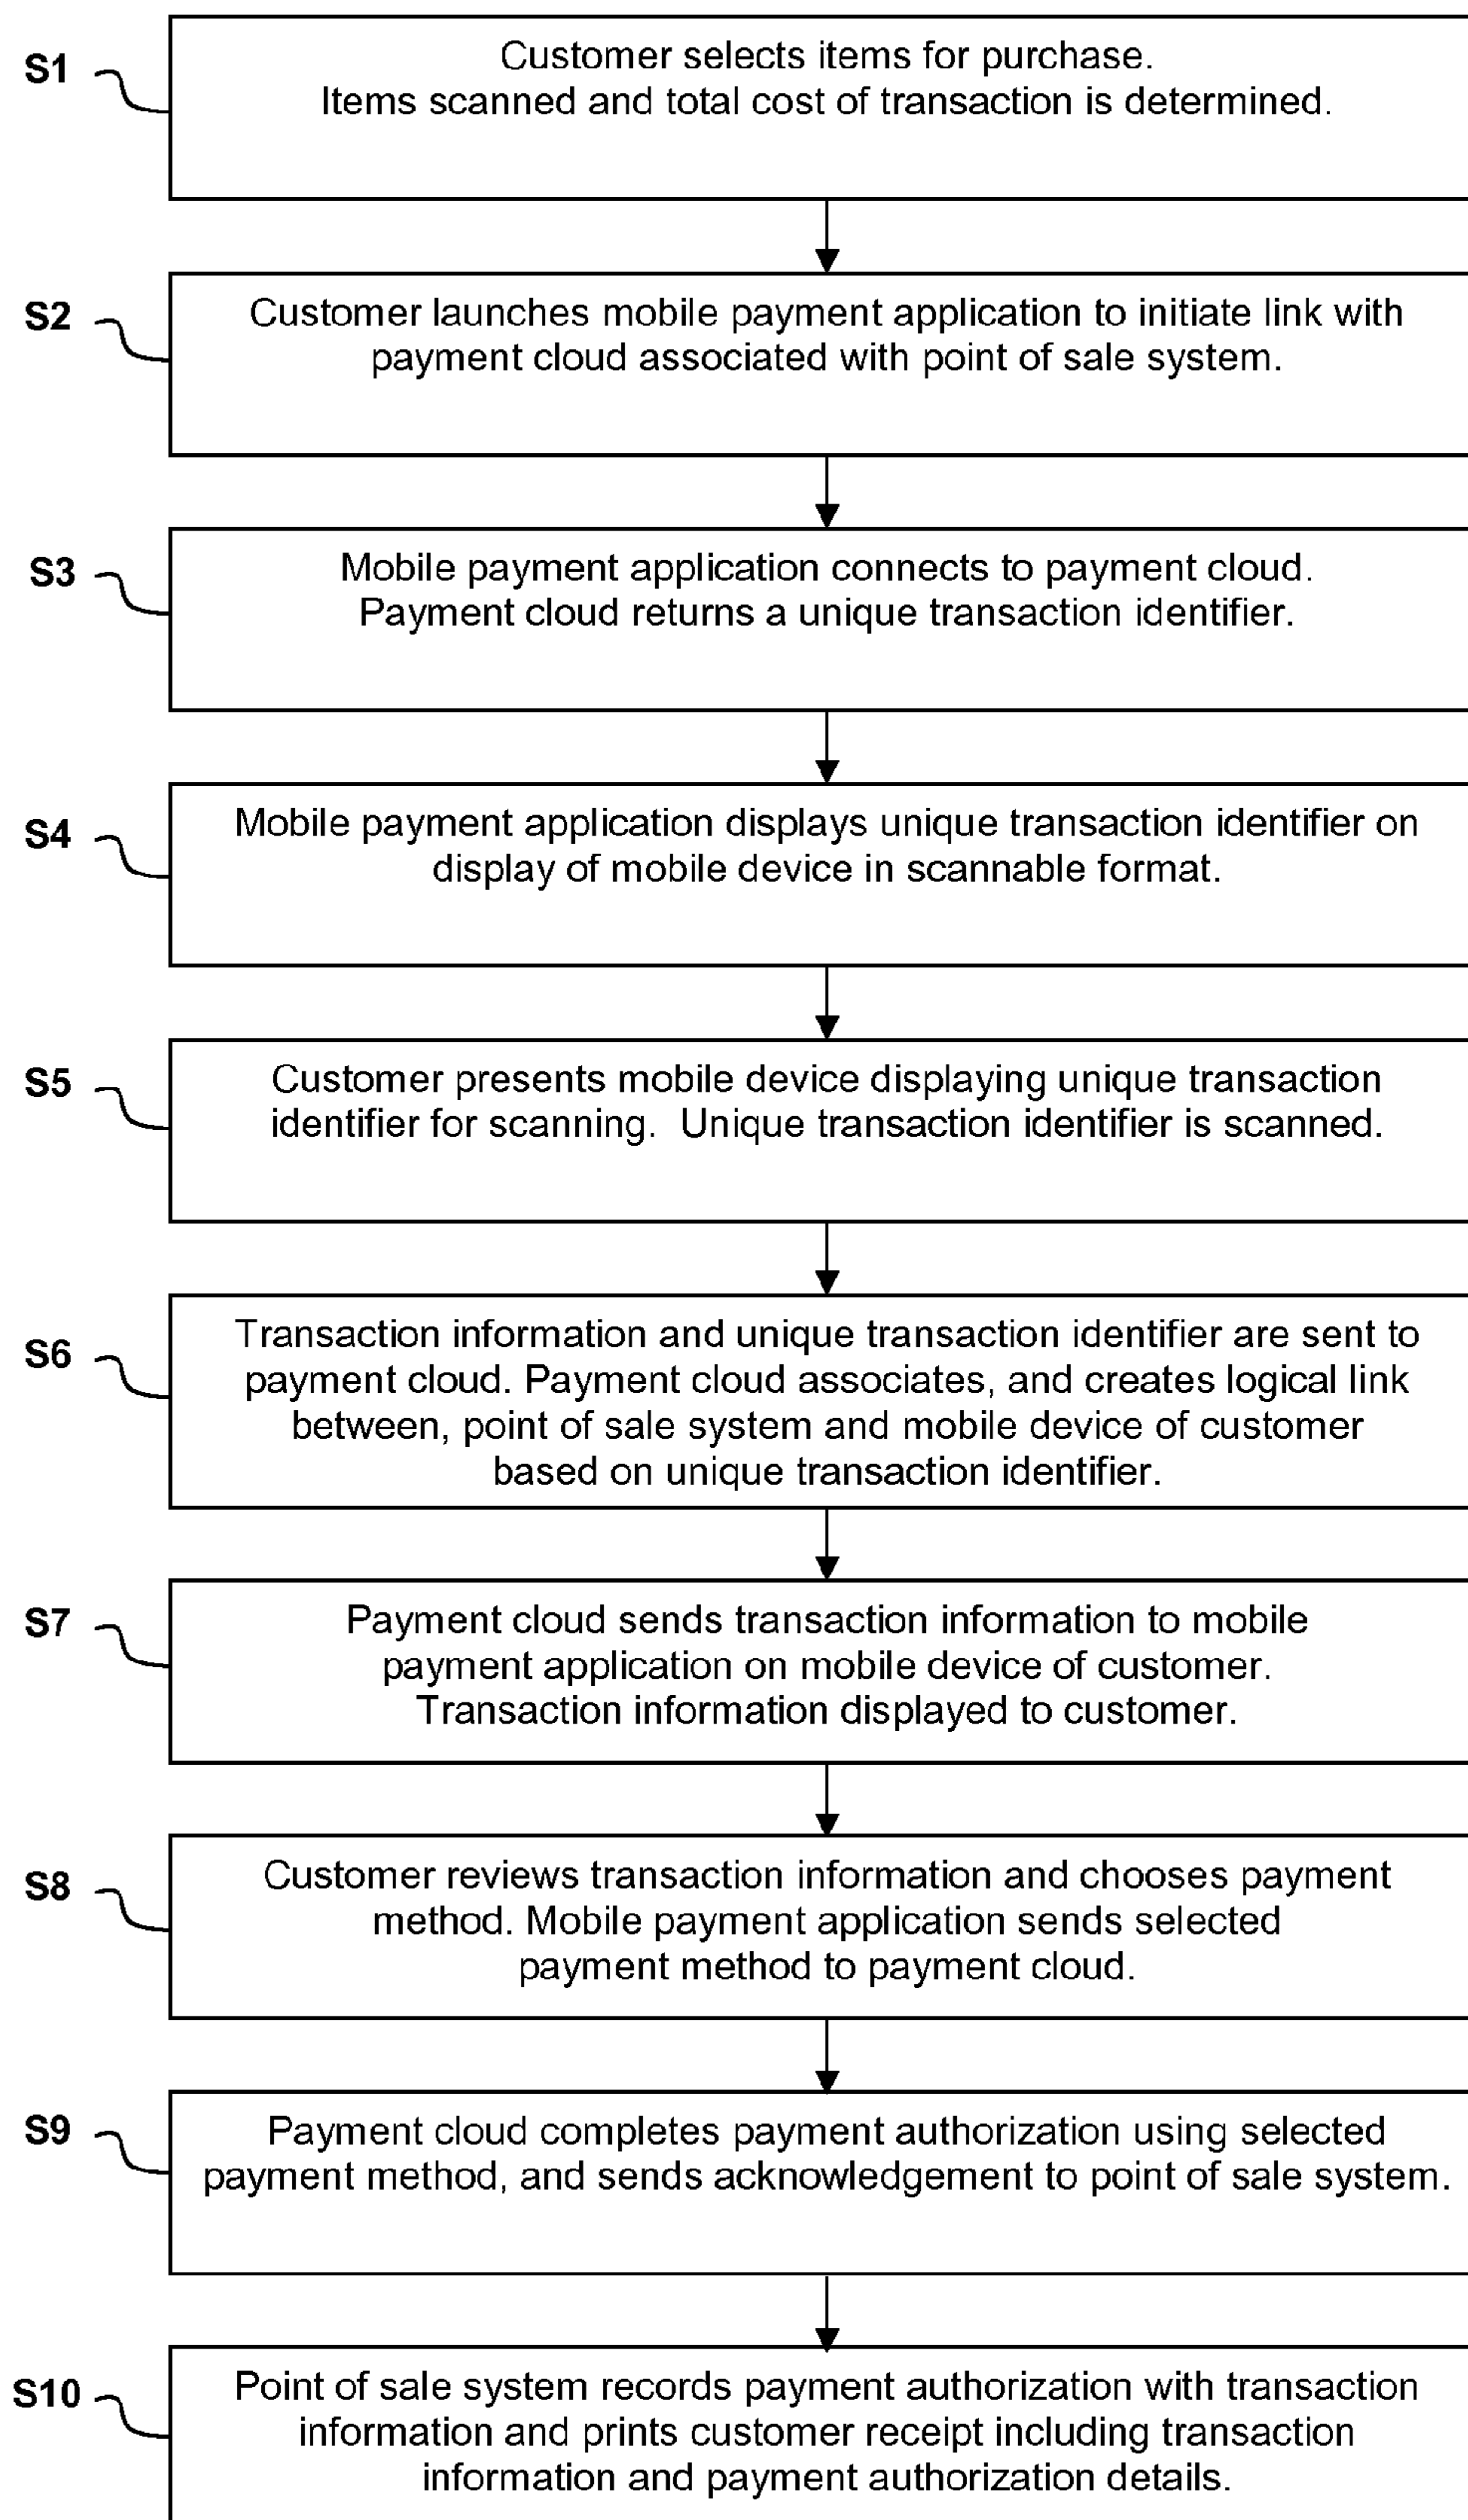 S1
Customer selects items for purchase.
Items scanned and total cost of transaction is determined.
S2
Customer launches mobile payment application to initiate link with
payment cloud associated with point of sale system.
S3
Mobile payment application connects to payment cloud.
Payment cloud returns a unique transaction identifier.
S4
Mobile payment application displays unique transaction identifier on
display of mobile device in scannable format.
S5
Customer presents mobile device displaying unique transaction
identifier for scanning.  Unique transaction identifier is scanned.
S6
Transaction information and unique transaction identifier are sent to
payment cloud. Payment cloud associates, and creates logical link
between, point of sale system and mobile device of customer
based on unique transaction identifier.
S7
Payment cloud sends transaction information to mobile
payment application on mobile device of customer.
Transaction information displayed to customer.
S8
Customer reviews transaction information and chooses payment
method. Mobile payment application sends selected
payment method to payment cloud.
S9
Payment cloud completes payment authorization using selected
payment method, and sends acknowledgement to point of sale system.
S10
Point of sale system records payment authorization with transaction
information and prints customer receipt including transaction
information and payment authorization details.